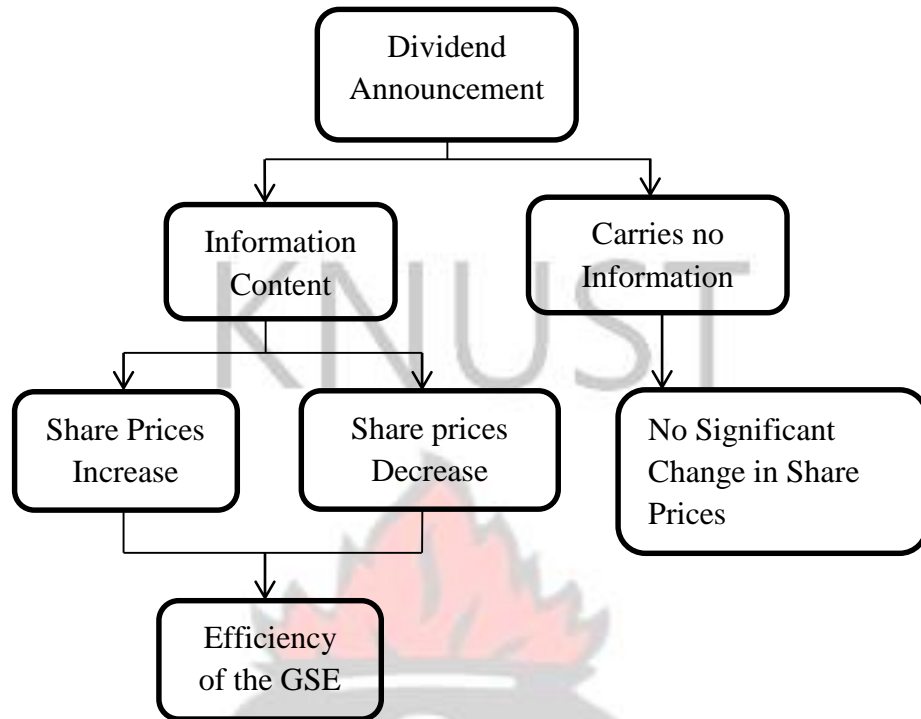 Dividend
Announcement
Information
Content
Carries no
Information
KNUST
Share Prices
Increase
Share prices
Decrease
No Significant
Change in Share
Prices
Efficiency
of the GSE